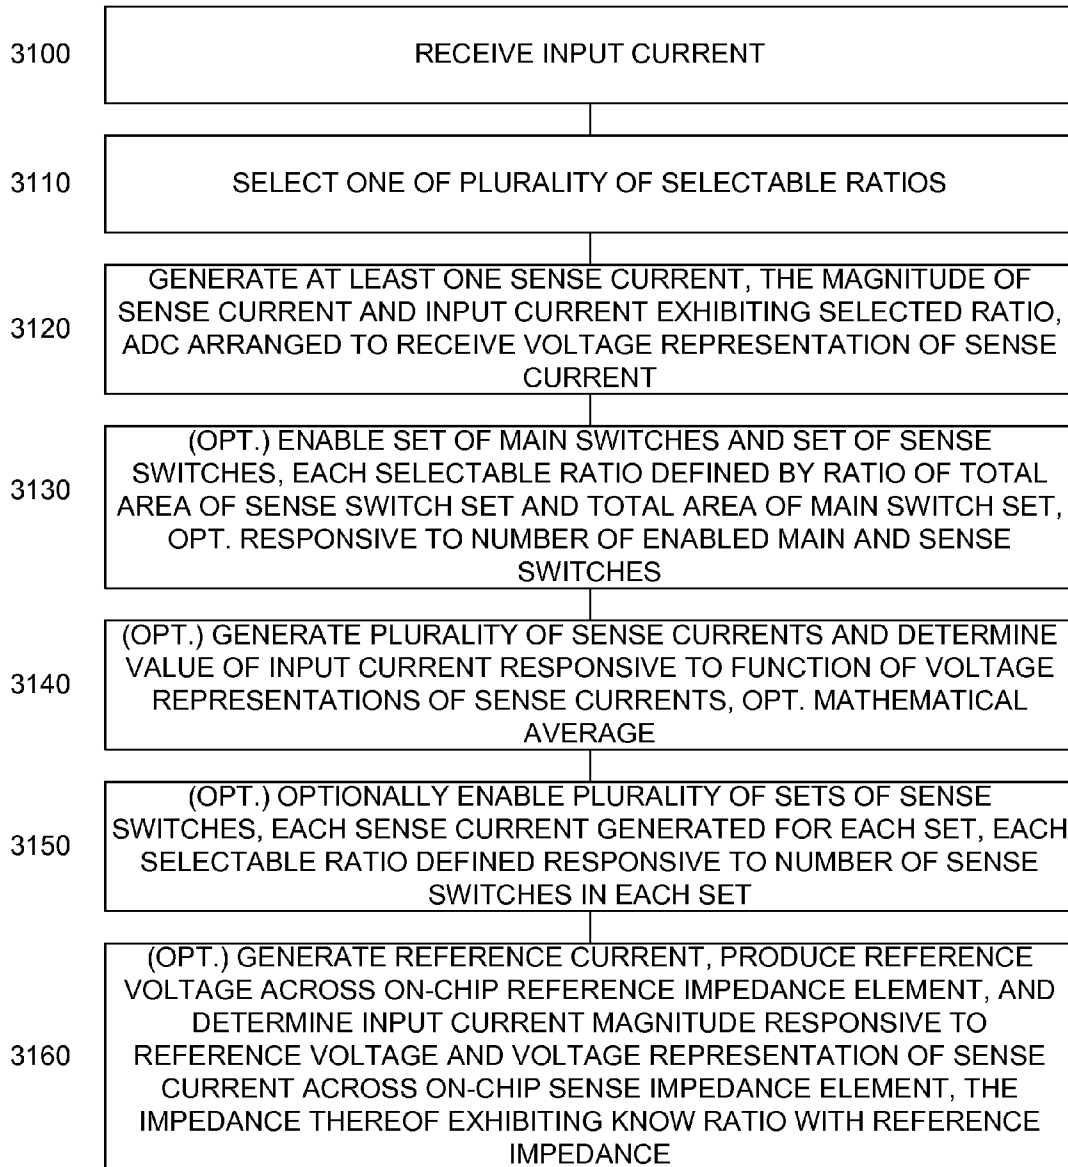 3100
RECEIVE INPUT CURRENT
3110
SELECT ONE OF PLURALITY OF SELECTABLE RATIOS
3120
GENERATE AT LEAST ONE SENSE CURRENT, THE MAGNITUDE OF
SENSE CURRENT AND INPUT CURRENT EXHIBITING SELECTED RATIO,
ADC ARRANGED TO RECEIVE VOLTAGE REPRESENTATION OF SENSE
CURRENT
3130
(OPT.) ENABLE SET OF MAIN SWITCHES AND SET OF SENSE
SWITCHES, EACH SELECTABLE RATIO DEFINED BY RATIO OF TOTAL
AREA OF SENSE SWITCH SET AND TOTAL AREA OF MAIN SWITCH SET,
OPT. RESPONSIVE TO NUMBER OF ENABLED MAIN AND SENSE
SWITCHES
3140
(OPT.) GENERATE PLURALITY OF SENSE CURRENTS AND DETERMINE
VALUE OF INPUT CURRENT RESPONSIVE TO FUNCTION OF VOLTAGE
REPRESENTATIONS OF SENSE CURRENTS, OPT. MATHEMATICAL
AVERAGE
3150
(OPT.) OPTIONALLY ENABLE PLURALITY OF SETS OF SENSE
SWITCHES, EACH SENSE CURRENT GENERATED FOR EACH SET, EACH
SELECTABLE RATIO DEFINED RESPONSIVE TO NUMBER OF SENSE
SWITCHES IN EACH SET
3160
(OPT.) GENERATE REFERENCE CURRENT, PRODUCE REFERENCE
VOLTAGE ACROSS ON-CHIP REFERENCE IMPEDANCE ELEMENT, AND
DETERMINE INPUT CURRENT MAGNITUDE RESPONSIVE TO
REFERENCE VOLTAGE AND VOLTAGE REPRESENTATION OF SENSE
CURRENT ACROSS ON-CHIP SENSE IMPEDANCE ELEMENT, THE
IMPEDANCE THEREOF EXHIBITING KNOW RATIO WITH REFERENCE
IMPEDANCE